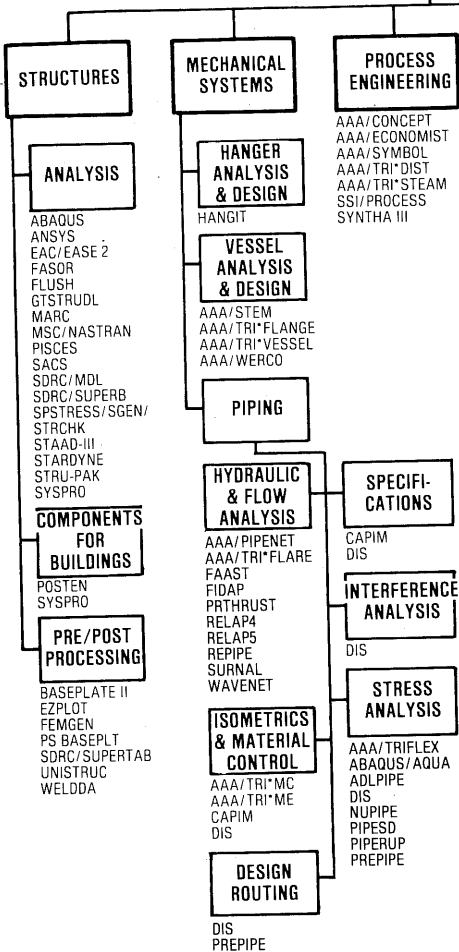 STRUCTURES
ANALYSIS
ABAQUS
ANSYS
EAC/EASE 2
FASOR
FLUSH
GTSTRUDL
MARC
MSC/NASTRAN
PISCES
SACS
SDRC/MDL
SDRC/SUPERB
SPSTRESS/SGEN/
STRCHK
STAAD-III
STARDYNE
STRU-PAK
SYSPRO
COMPONENTS
FOR
BUILDINGS
POSTEN
SYSPRO
PRE/POST
PROCESSING
BASEPLATE II
EZPLOT
FEMGEN
PS BASEPLT
SDRC/SUPERTAB
UNISTRUC
WELDDA
MECHANICAL
SYSTEMS
HANGER
ANALYSIS
& DESIGN
HANGIT
VESSEL
ANALYSIS
& DESIGN
AAA/STEM
AAA/TRI*FLANGE
AAA/TRI*VESSEL
AAA/WERCO
PIPING
HYDRAULIC
& FLOW
ANALYSIS
AAA/PIPENET
AAA/TRI*FLARE
FAAST
FIDAP
PRTHRUST
RELAP4
RELAP5
REPIPE
SURNAL
WAVENET
ISOMETRICS
& MATERIAL
CONTROL
AAA/TRI*MC
AAA/TRI*ME
CAPIM
DIS
DESIGN
ROUTING
DIS
PREPIPE
SPECIFI-
CATIONS
CAPIM
DIS
INTERFERENCE
ANALYSIS
DIS
STRESS
ANALYSIS
AAA/TRIFLEX
ABAQUS/AQUA
ADLPIPE
DIS
NUPIPE
PIPESD
PIPERUP
PREPIPE
PROCESS
ENGINEERING
AAA/CONCEPT
AAA/ECONOMIST
AAA/SYMBOL
AAA/TRI*DIST
AAA/TRI*STEAM
SSI/PROCESS
SYNTHA III